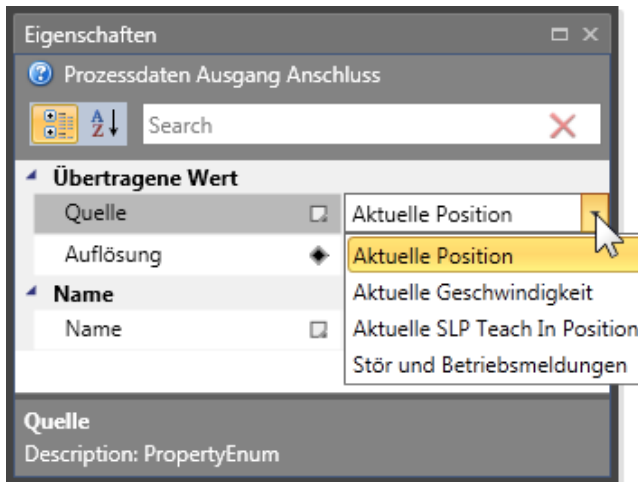 Eigenschaften
Prozessdaten Ausgang Anschluss
A
Z
Search
Übertragene Wert
Quelle Aktuelle Position
Auflösung Aktuelle Position
Aktuelle Geschwindigkeit
Name
Name Aktuelle SLP Teach In Position
Stör und Betriebsmeldungen
Quelle
Description: PropertyEnum